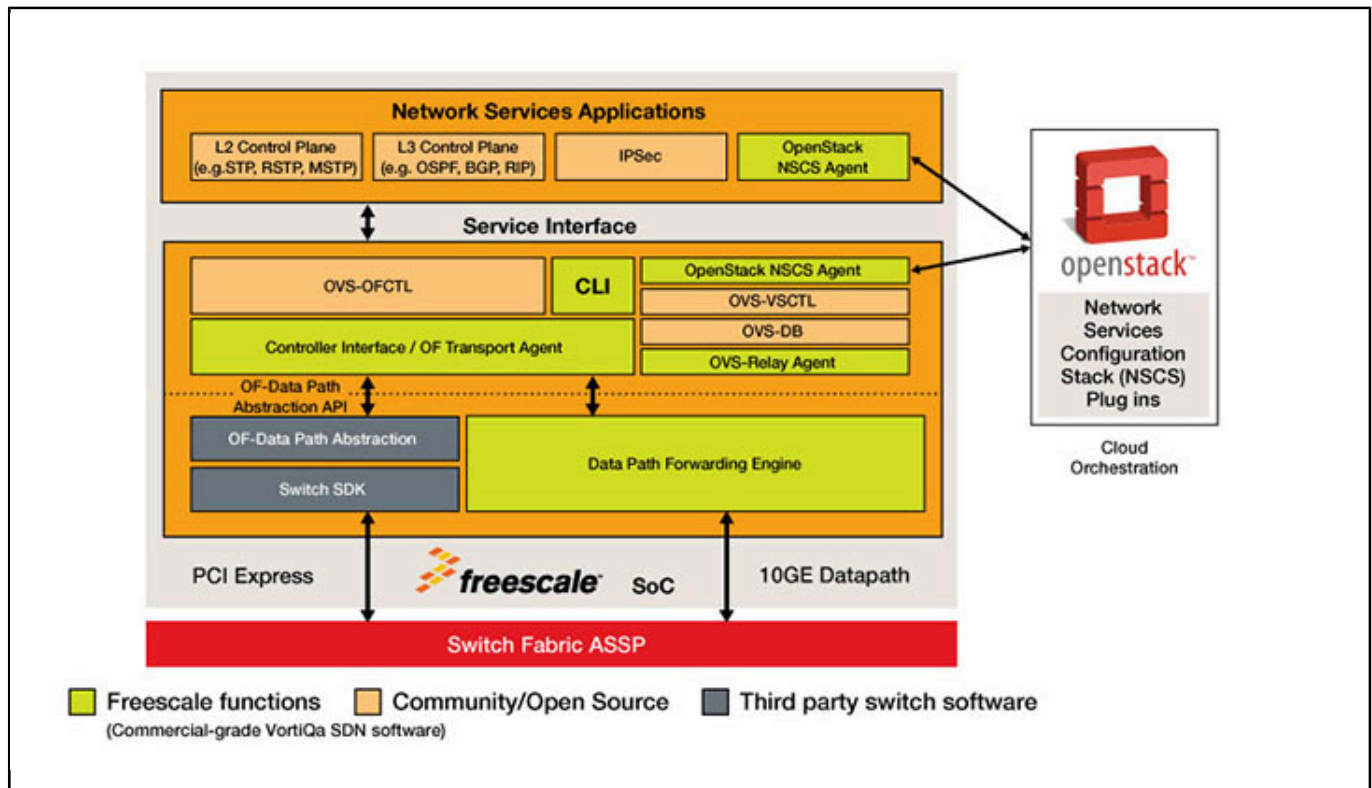 Network Services Applications
L2 Control Plane
(e.g.STP, RSTP, MSTP)
L3 Control Plane
(e.g. OSPF, BGP, RIP)
IPSec
OpenStack
NSCS Agent
Service Interface
OVS-OFCTL
CLI
OpenStack NSCS Agent
OVS-VSCTL
OVS-DB
OVS-Relay Agent
Controller Interface / OF Transport Agent
OF-Data Path
Abstraction API
OF-Data Path Abstraction
Switch SDK
Data Path Forwarding Engine
PCI Express
freescale™
SoC
10GE Datapath
Switch Fabric ASSP
openstack™
Network
Services
Configuration
Stack (NSCS)
Plug ins
Cloud
Orchestration
Freescale functions
(Commercial-grade VortiQa SDN software)
Community/Open Source
Third party switch software